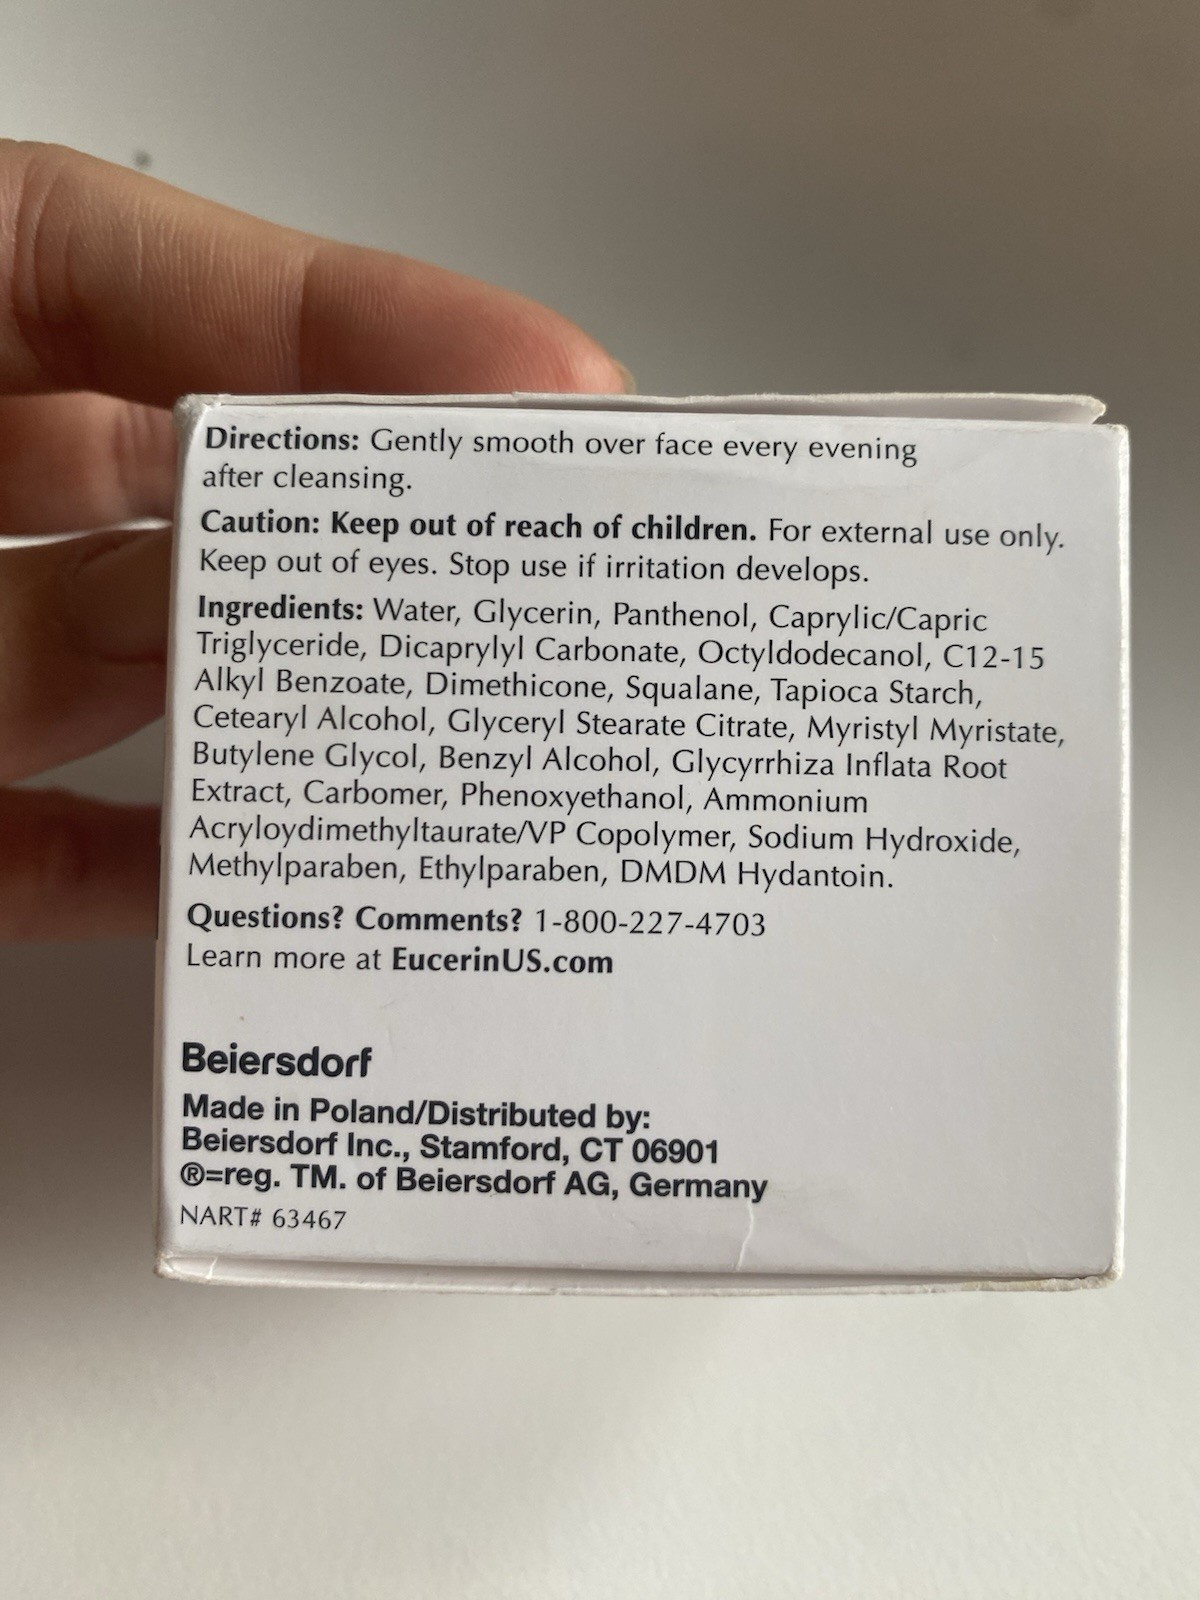 Directions: Gently smooth over face every evening
after cleansing.
Caution: Keep out of reach of children. For external use only.
Keep out of eyes. Stop use if irritation develops.
Ingredients: Water, Glycerin, Panthenol, Caprylic/Capric
Triglyceride, Dicaprylyl Carbonate, Octyldodecanol, C12-15
Alkyl Benzoate, Dimethicone, Squalane, Tapioca Starch,
Cetearyl Alcohol, Glyceryl Stearate Citrate, Myristyl Myristate,
Butylene Glycol, Benzyl Alcohol, Glycyrrhiza Inflata Root
Extract, Carbomer, Phenoxyethanol, Ammonium
Acryloydimethyltaurate/VP Copolymer, Sodium Hydroxide,
Methylparaben, Ethylparaben, DMDM Hydantoin.
Questions? Comments? 1-800-227-4703
Learn more at EucerinUS.com
Beiersdorf
Made in Poland/Distributed by:
Beiersdorf Inc., Stamford, CT 06901
®=reg. TM. of Beiersdorf AG, Germany
NART# 63467